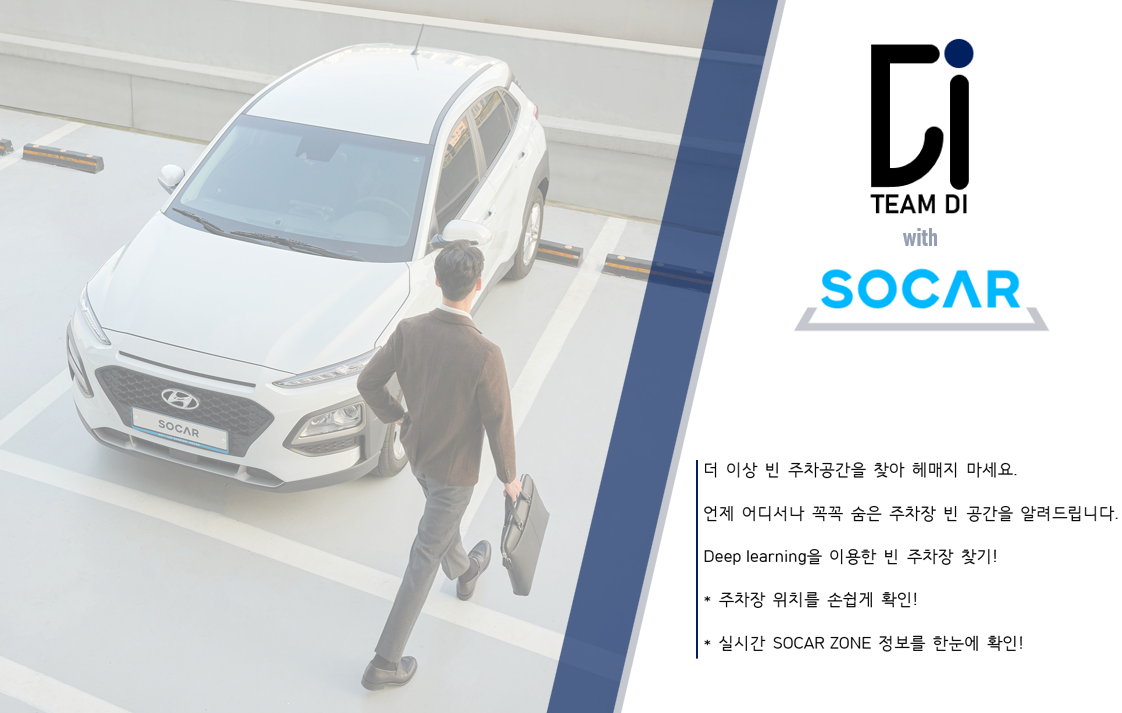 TEAM DI
with
SOCAR
SOCAR
더 이상 빈 주차공간을 찾아 헤매지 마세요.
언제 어디서나 꼭꼭 숨은 주차장 빈 공간을 알려드립니다.
Deep learning을 이용한 빈 주차장 찾기!
* 주차장 위치를 손쉽게 확인!
* 실시간 SOCAR ZONE 정보를 한눈에 확인!